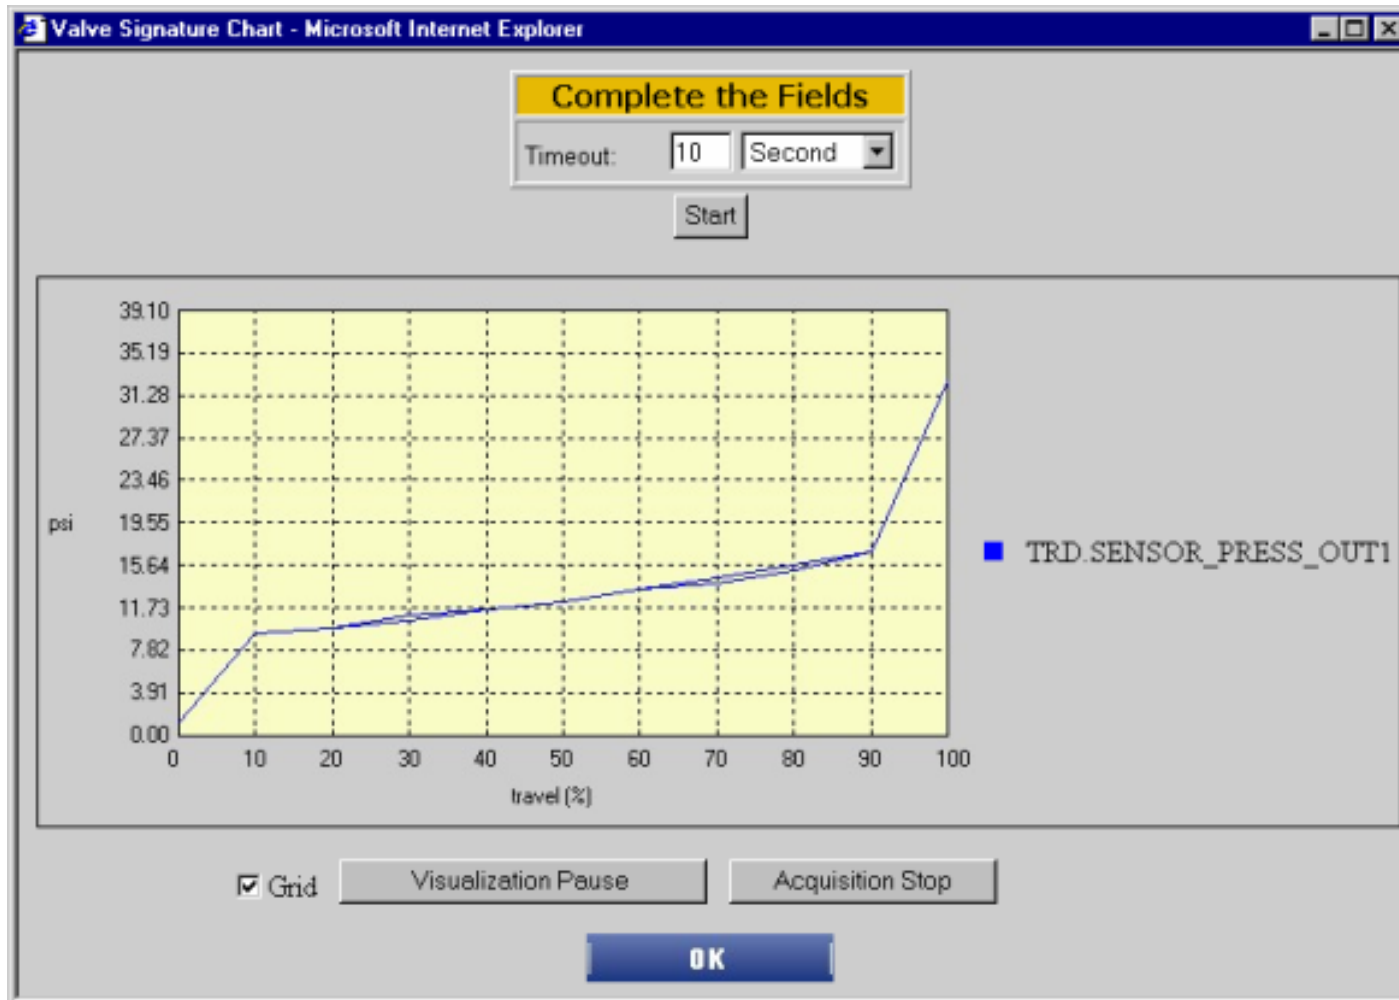 Valve Signature Chart - Microsoft Internet Explorer
Complete the Fields
Timeout: 10 Second
Start
39.10
35.19
31.28
27.37
23.46
19.55
psi
15.64
11.73
7.82
3.91
0.00
0 10 20 30 40 50 60 70 80 90 100
travel (%)
TRD.SENSOR_PRESS_OUT1
Grid Visualization Pause Acquisition Stop
OK